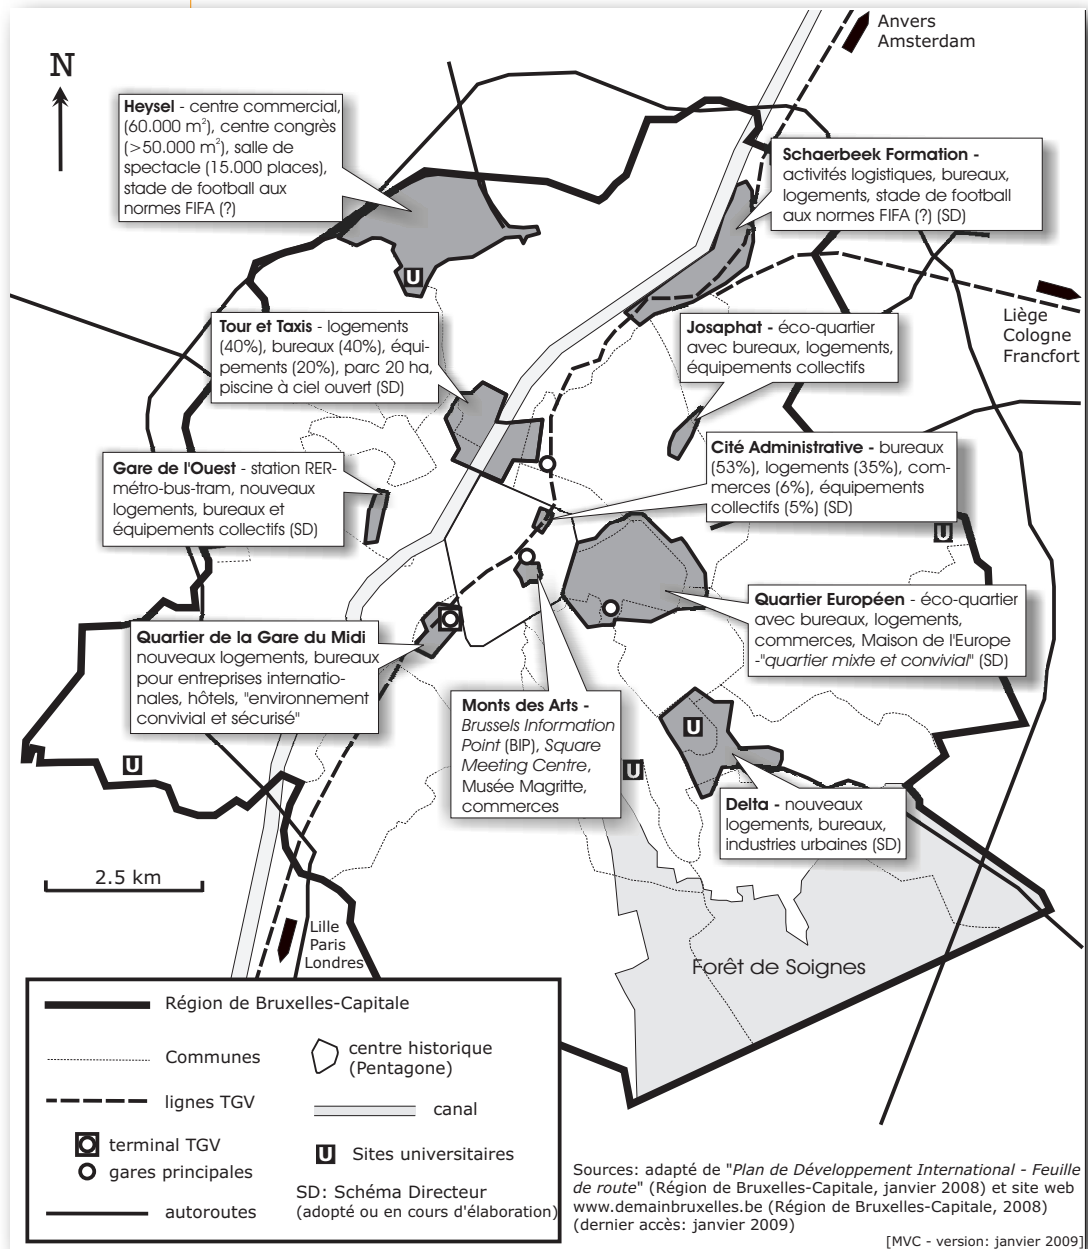 Anvers
Amsterdam
N
Heysel - centre commercial,
(60.000 m²), centre congrès
(>50.000 m²), salle de
spectacle (15.000 places),
stade de football aux
normes FIFA (?)
Schaerbeek Formation -
activités logistiques, bureaux,
logements, stade de football
aux normes FIFA (?) (SD)
U
Liège
Cologne
Francfort
Tour et Taxis - logements
(40%), bureaux (40%), équi-
pements (20%), parc 20 ha,
piscine à ciel ouvert (SD)
Josaphat - éco-quartier
avec bureaux, logements,
équipements collectifs
Cité Administrative - bureaux
(53%), logements (35%), com-
merces (6%), équipements
collectifs (5%) (SD)
Gare de l'Ouest - station RER-
métro-bus-tram, nouveaux
logements, bureaux et
équipements collectifs (SD)
U
Quartier Européen - éco-quartier
avec bureaux, logements,
commerces, Maison de l'Europe
-"quartier mixte et convivial" (SD)
Quartier de la Gare du Midi
nouveaux logements, bureaux
pour entreprises internatio-
nales, hôtels, "environnement
convivial et sécurisé"
Monts des Arts -
Brussels Information
Point (BIP), Square
Meeting Centre,
Musée Magritte,
commerces
U
U
U
Delta - nouveaux
logements, bureaux,
industries urbaines (SD)
2.5 km
Lille
Paris
Londres
Forêt de Soignes
Région de Bruxelles-Capitale
Communes
centre historique
(Pentagone)
lignes TGV
canal
terminal TGV
gares principales
U Sites universitaires
autoroutes
SD: Schéma Directeur
(adopté ou en cours d'élaboration)
Sources: adapté de "Plan de Développement International - Feuille
de route" (Région de Bruxelles-Capitale, janvier 2008) et site web
www.demainbruxelles.be (Région de Bruxelles-Capitale, 2008)
(dernier accès: janvier 2009)
[MVC - version: janvier 2009]